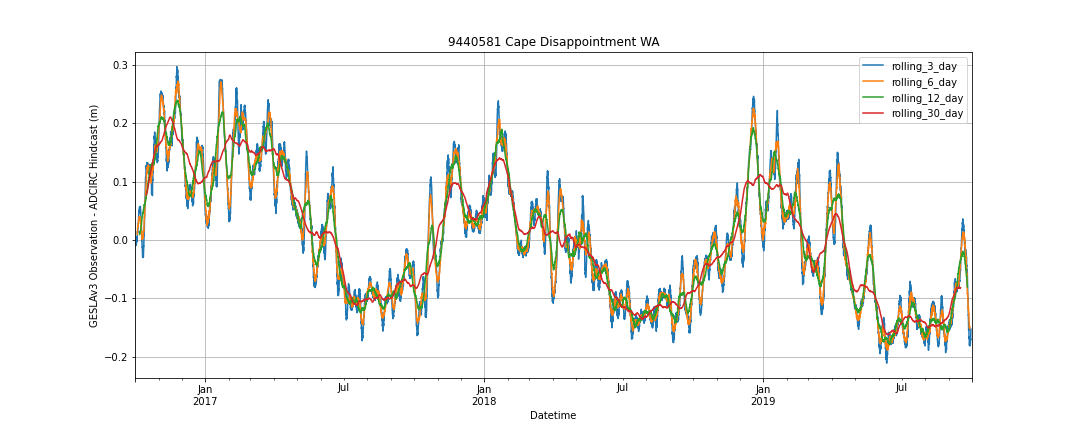 9440581 Cape Disappointment WA
GESLAv3 Observation - ADCIRC Hindcast (m)
0.3
0.2
0.1
0.0
−0.1
−0.2
rolling_3_day
rolling_6_day
rolling_12_day
rolling_30_day
Jan Jul Jan Jul Jan Jul
2017 2018 2019
Datetime